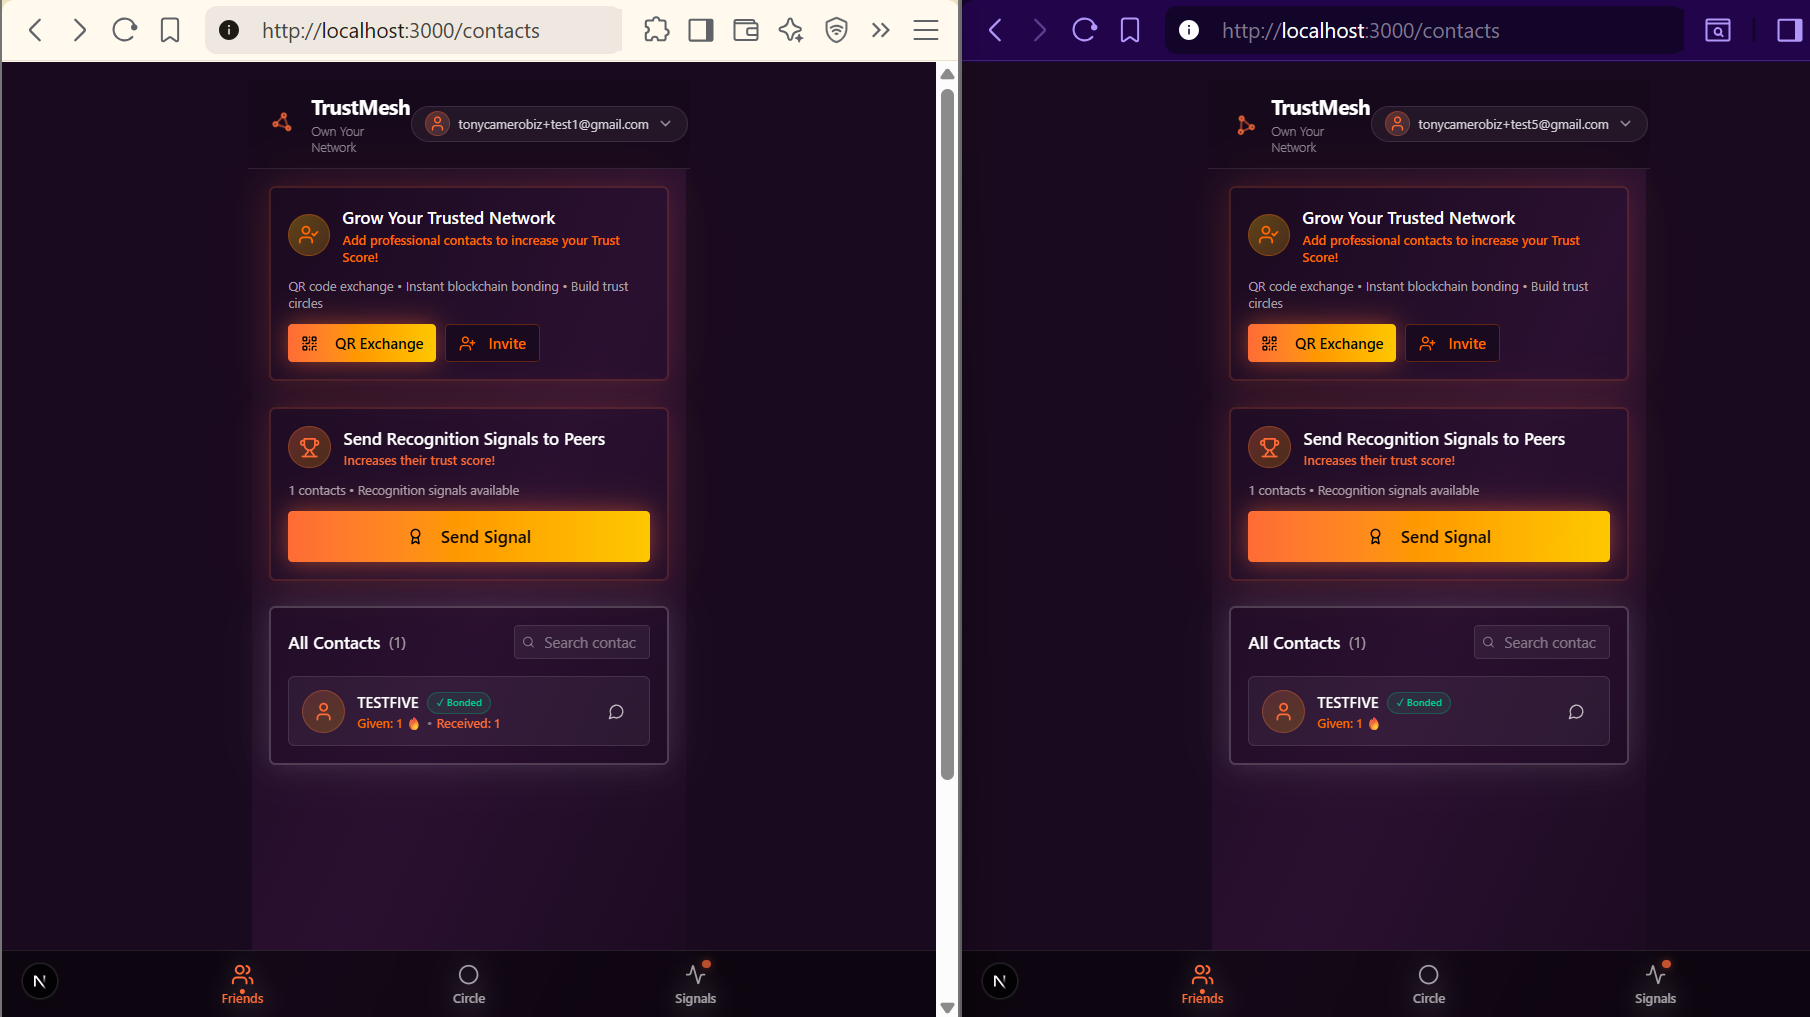 http://localhost:3000/contacts
TrustMesh
Own Your
Network
tonycamerobiz+test1@gmail.com
Grow Your Trusted Network
Add professional contacts to increase your Trust
Score!
QR code exchange • Instant blockchain bonding • Build trust
circles
QR Exchange
Invite
Send Recognition Signals to Peers
Increases their trust score!
1 contacts • Recognition signals available
Send Signal
All Contacts (1)
Search contac
TESTFIVE ✓ Bonded
Given: 1 🔥 • Received: 1
N
Friends
Circle
Signals
http://localhost:3000/contacts
TrustMesh
Own Your
Network
tonycamerobiz+test5@gmail.com
Grow Your Trusted Network
Add professional contacts to increase your Trust
Score!
QR code exchange • Instant blockchain bonding • Build trust
circles
QR Exchange
Invite
Send Recognition Signals to Peers
Increases their trust score!
1 contacts • Recognition signals available
Send Signal
All Contacts (1)
Search contac
TESTFIVE ✓ Bonded
Given: 1 🔥
N
Friends
Circle
Signals